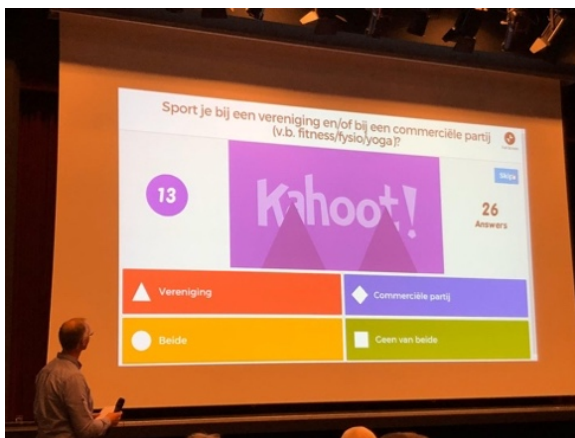 Sport je bij een vereniging en/of bij een commerciële partij
(v.b. fitness/fysio/yoga)?
13
Kahoot!
Skip
26
Answers
Vereniging
Commerciële partij
Beide
Geen van beide